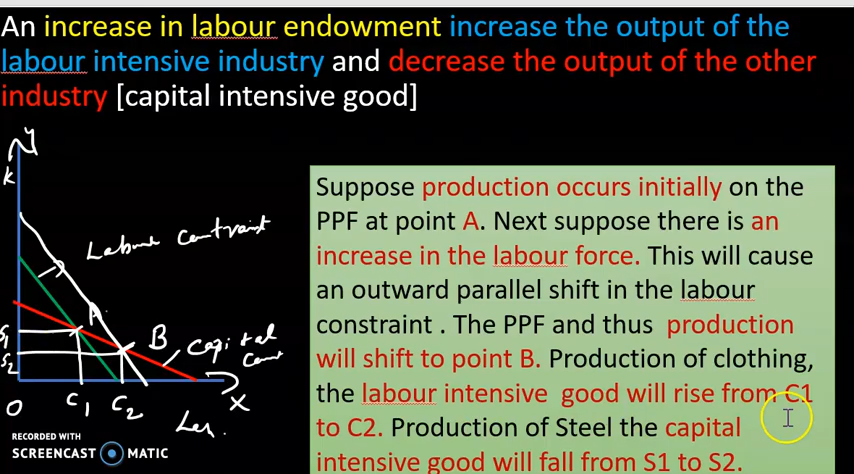 An increase in labour endowment increase the output of the
labour intensive industry and decrease the output of the other
industry [capital intensive good]
y
K
Labour Contraint
Suppose production occurs initially on the
PPF at point A. Next suppose there is an
increase in the labour force. This will cause
an outward parallel shift in the labour
constraint . The PPF and thus production
will shift to point B. Production of clothing,
the labour intensive good will rise from C1
to C2. Production of Steel the capital
intensive good will fall from S1 to S2.
A
B
S1
S2
Capital
Cont
O
C1
C2
X
RECORDED WITH
SCREENCAST MATIC